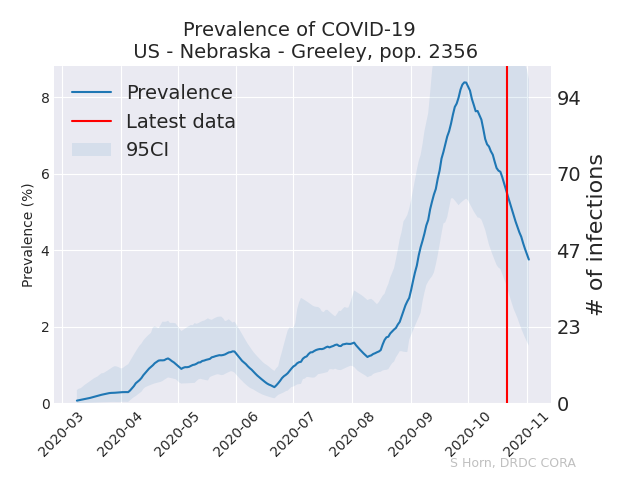 Prevalence of COVID-19
US - Nebraska - Greeley, pop. 2356
Prevalence
Latest data
95CI
Prevalence (%)
8
6
4
2
0
94
70
47
23
0
# of infections
2020-03
2020-04
2020-05
2020-06
2020-07
2020-08
2020-09
2020-10
2020-11
S Horn, DRDC CORA